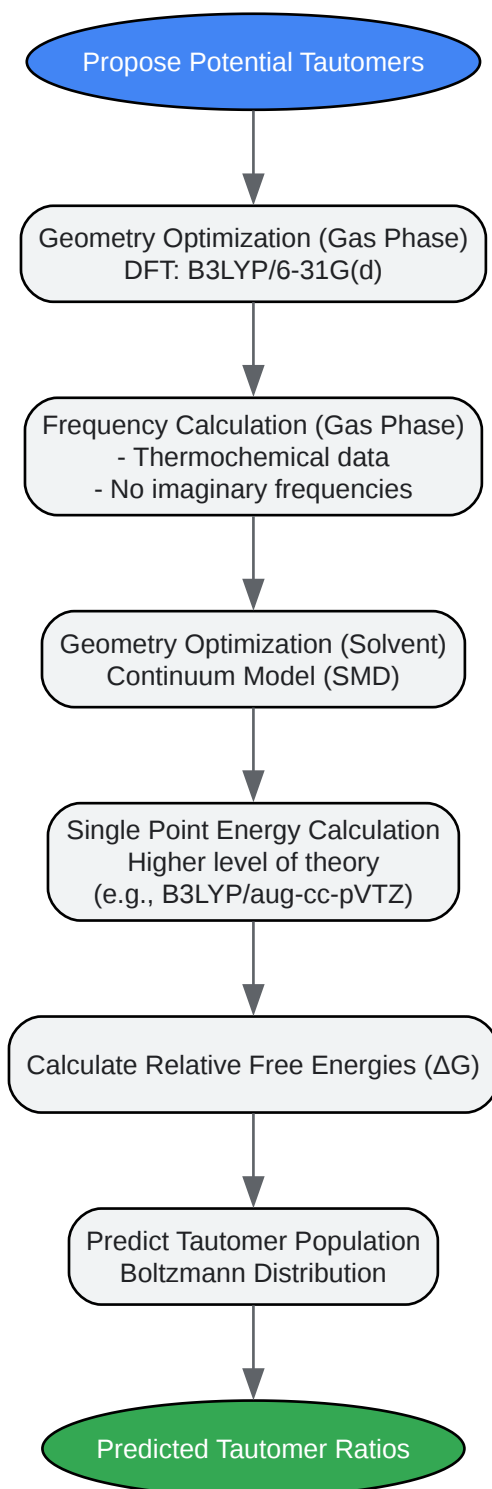 Propose Potential Tautomers
Geometry Optimization (Gas Phase)
DFT: B3LYP/6-31G(d)
Frequency Calculation (Gas Phase)
- Thermochemical data
- No imaginary frequencies
Geometry Optimization (Solvent)
Continuum Model (SMD)
Single Point Energy Calculation
Higher level of theory
(e.g., B3LYP/aug-cc-pVTZ)
Calculate Relative Free Energies (ΔG)
Predict Tautomer Population
Boltzmann Distribution
Predicted Tautomer Ratios